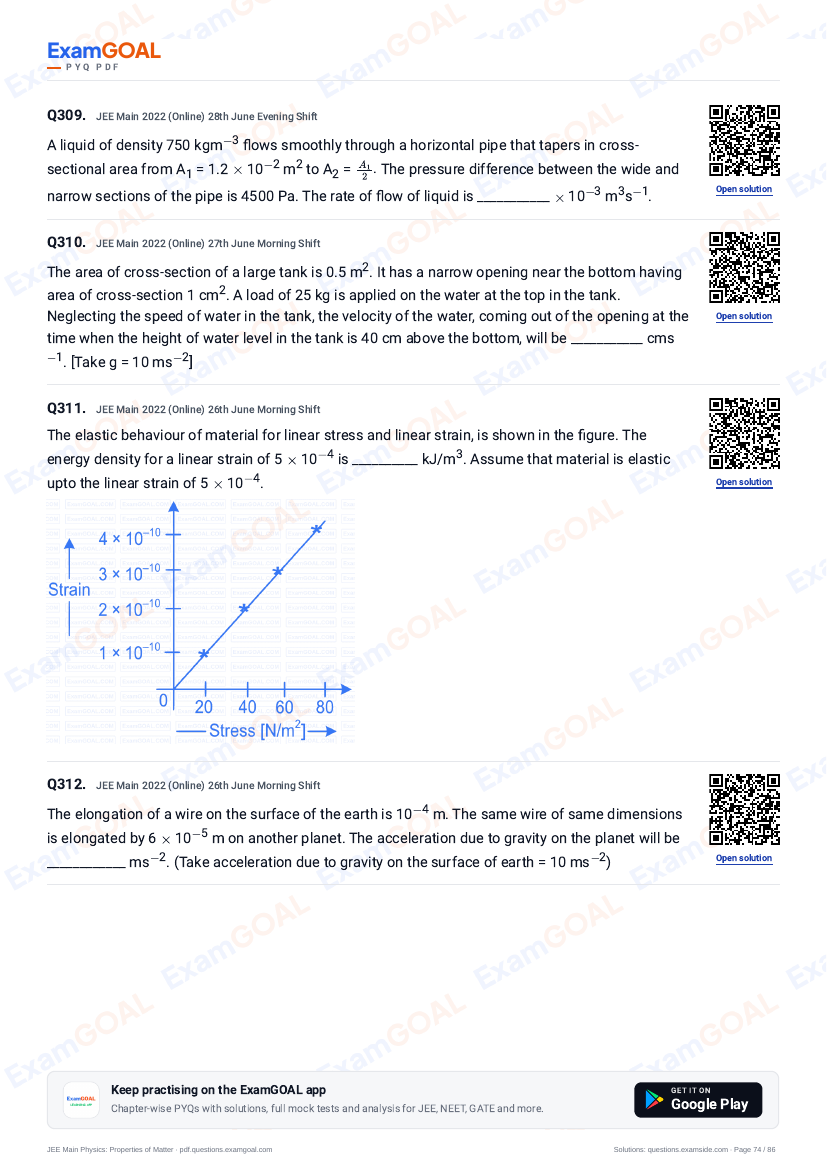 ExamGOAL
PYQ PDF
Q309. JEE Main 2022 (Online) 28th June Evening Shift
A liquid of density 750 kgm⁻³ flows smoothly through a horizontal pipe that tapers in cross-
sectional area from A₁ = 1.2 × 10⁻² m² to A₂ = A₁/2. The pressure difference between the wide and
narrow sections of the pipe is 4500 Pa. The rate of flow of liquid is ___________ × 10⁻³ m³s⁻¹.
Open solution
Q310. JEE Main 2022 (Online) 27th June Morning Shift
The area of cross-section of a large tank is 0.5 m². It has a narrow opening near the bottom having
area of cross-section 1 cm². A load of 25 kg is applied on the water at the top in the tank.
Neglecting the speed of water in the tank, the velocity of the water, coming out of the opening at the
time when the height of water level in the tank is 40 cm above the bottom, will be ___________ cms
⁻¹. [Take g = 10 ms⁻²]
Open solution
Q311. JEE Main 2022 (Online) 26th June Morning Shift
The elastic behaviour of material for linear stress and linear strain, is shown in the figure. The
energy density for a linear strain of 5 × 10⁻⁴ is __________ kJ/m³. Assume that material is elastic
upto the linear strain of 5 × 10⁻⁴.
Open solution
4 × 10⁻¹⁰
3 × 10⁻¹⁰
Strain
2 × 10⁻¹⁰
1 × 10⁻¹⁰
0 20 40 60 80
Stress [N/m²]
Q312. JEE Main 2022 (Online) 26th June Morning Shift
The elongation of a wire on the surface of the earth is 10⁻⁴ m. The same wire of same dimensions
is elongated by 6 × 10⁻⁵ m on another planet. The acceleration due to gravity on the planet will be
____________ ms⁻². (Take acceleration due to gravity on the surface of earth = 10 ms⁻²)
Open solution
ExamGOAL
Keep practising on the ExamGOAL app
Chapter-wise PYQs with solutions, full mock tests and analysis for JEE, NEET, GATE and more.
GET IT ON
Google Play
JEE Main Physics: Properties of Matter · pdf.questions.examgoal.com
Solutions: questions.examside.com · Page 74 / 86